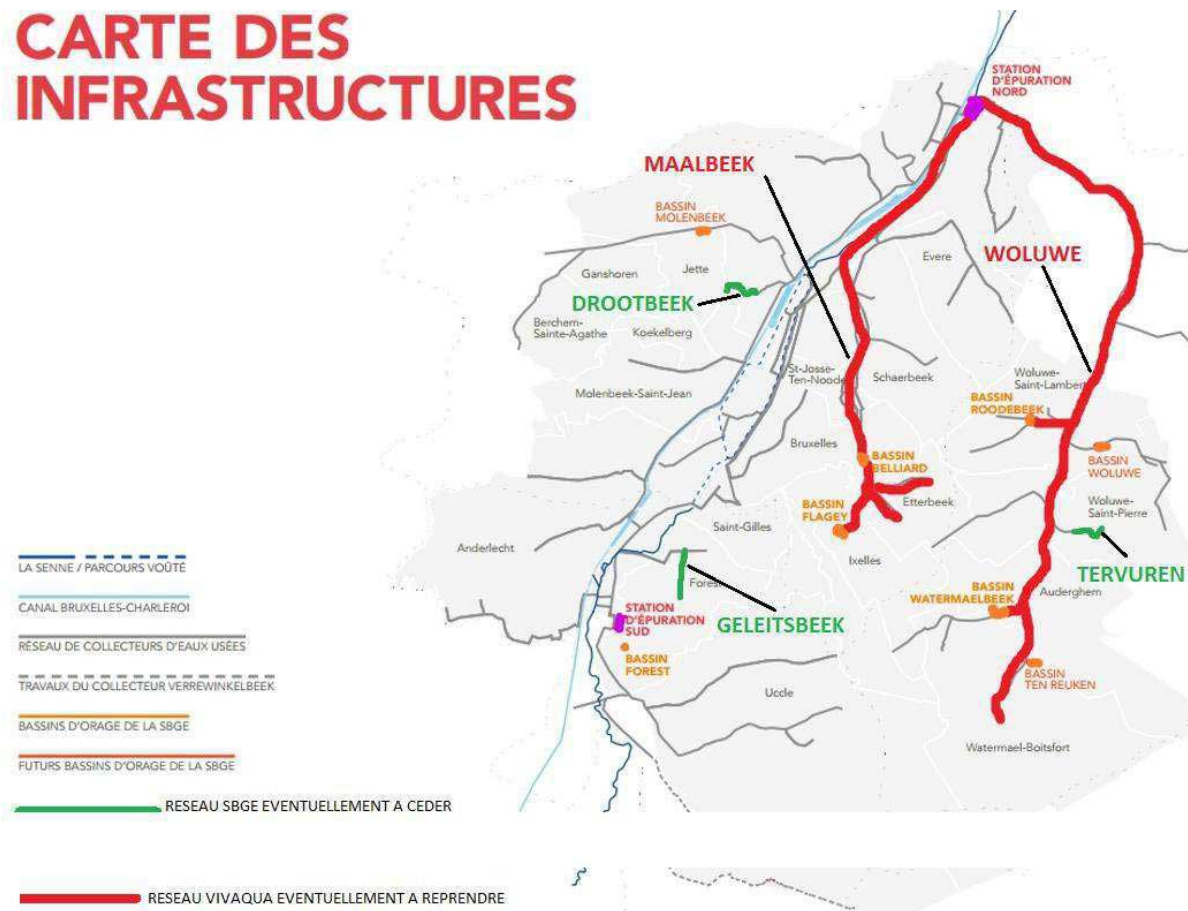 CARTE DES
INFRASTRUCTURES
STATION
D'ÉPURATION
NORD
MAALBEEK
BASSIN
MOLENBEEK
WOLUWE
Evere
Ganshoren
Jette
DROOTBEEK
Berchem-
Sainte-Agathe
Koekelberg
St-Josse-
Ten-Noode
Schaerbeek
Woluwe-
Saint-Lambert
Molenbeek-Saint-Jean
BASSIN
ROODEBEEK
Bruxelles
BASSIN
BELLIARD
BASSIN
WOLUWE
Etterbeek
BASSIN
FLAGEY
Woluwe-
Saint-Pierre
Saint-Gilles
Anderlecht
Ixelles
TERVUREN
Forest
BASSIN
WATERMAELBEEK
Auderghem
STATION
D'ÉPURATION
SUD
GELEITSBEEK
BASSIN
FOREST
BASSIN
TEN REUKEN
Uccle
Watermael-Boitsfort
LA SENNE / PARCOURS VOÛTÉ
CANAL BRUXELLES-CHARLEROI
RÉSEAU DE COLLECTEURS D'EAUX USÉES
TRAVAUX DU COLLECTEUR VERREWINKELBEEK
BASSINS D'ORAGE DE LA SBGE
FUTURS BASSINS D'ORAGE DE LA SBGE
RESEAU SBGE EVENTUELLEMENT A CEDER
RESEAU VIVAQUA EVENTUELLEMENT A REPRENDRE